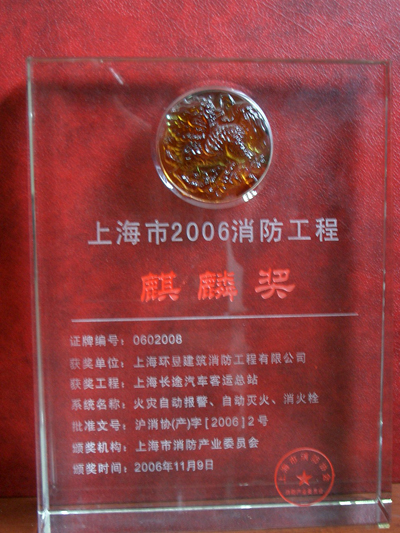 上海市2006消防工程
麒麟奖
证牌编号：0602008
获奖单位：上海环昱建筑消防工程有限公司
获奖工程：上海长途汽车客运总站
系统名称：火灾自动报警、自动灭火、消火栓
批准文号：沪消协(产)字[2006]2号
颁奖机构：上海市消防产业委员会
颁奖时间：2006年11月9日